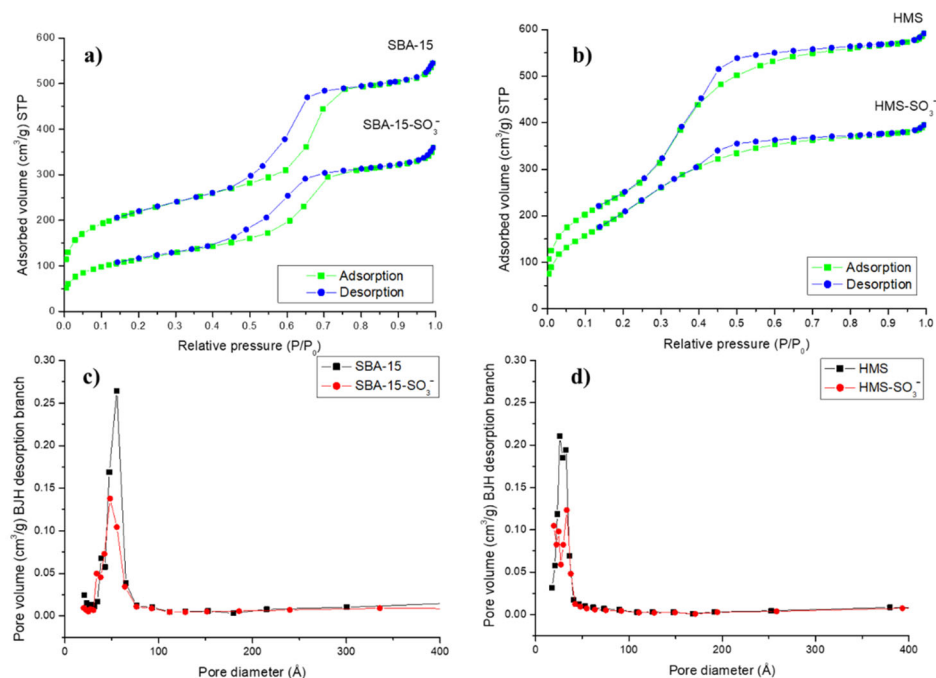 a)
SBA-15
SBA-15-SO3−
Adsorption
Desorption
600
500
400
300
200
100
0
0.0 0.1 0.2 0.3 0.4 0.5 0.6 0.7 0.8 0.9 1.0
Relative pressure (P/P0)
Adsorbed volume (cm3/g) STP
b)
HMS
HMS-SO3−
Adsorption
Desorption
600
500
400
300
200
100
0
0.0 0.1 0.2 0.3 0.4 0.5 0.6 0.7 0.8 0.9 1.0
Relative pressure (P/P0)
Adsorbed volume (cm3/g) STP
c)
SBA-15
SBA-15-SO3−
0.30
0.25
0.20
0.15
0.10
0.05
0.00
0 100 200 300 400
Pore diameter (Å)
Pore volume (cm3/g) BJH desorption branch
d)
HMS
HMS-SO3−
0.30
0.25
0.20
0.15
0.10
0.05
0.00
0 100 200 300 400
Pore diameter (Å)
Pore volume (cm3/g) BJH desorption branch